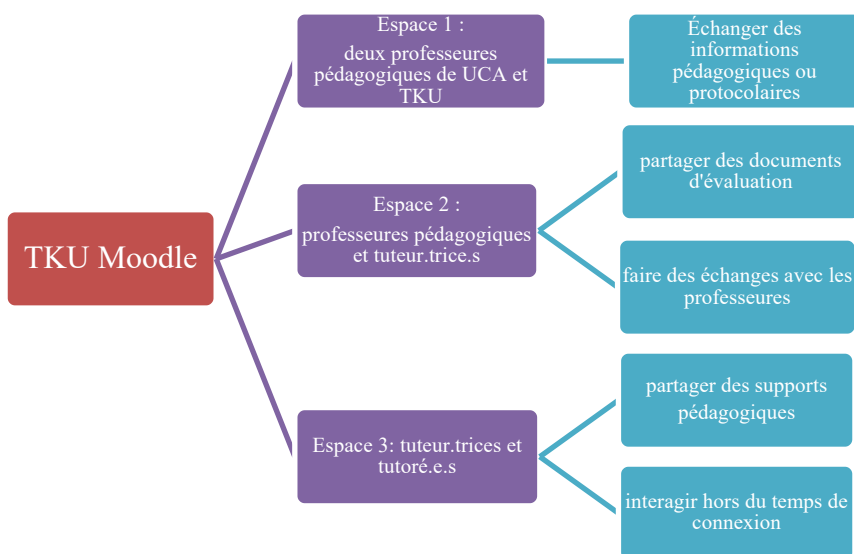 TKU Moodle
Espace 1 :
deux professeures
pédagogiques de UCA et
TKU
Échanger des
informations
pédagogiques ou
protocolaires
Espace 2 :
professeures pédagogiques
et tuteur.trice.s
partager des documents
d'évaluation
faire des échanges avec les
professeures
Espace 3: tuteur.trices et
tutoré.e.s
partager des supports
pédagogiques
interagir hors du temps de
connexion